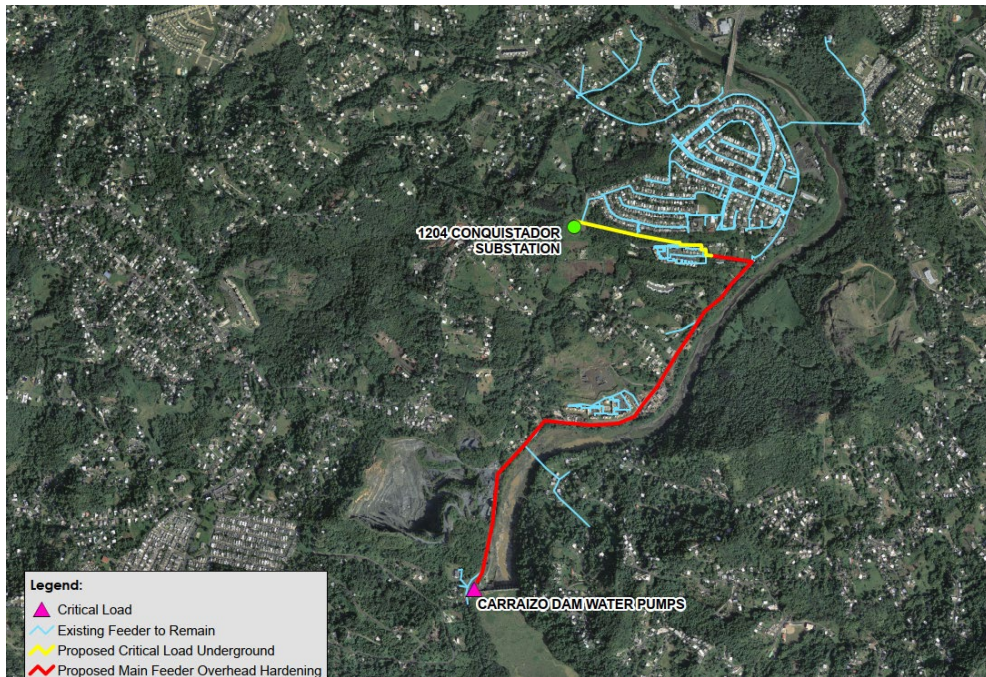 1204 CONQUISTADOR
SUBSTATION
CARRAIZO DAM WATER PUMPS
Legend:
Critical Load
Existing Feeder to Remain
Proposed Critical Load Underground
Proposed Main Feeder Overhead Hardening